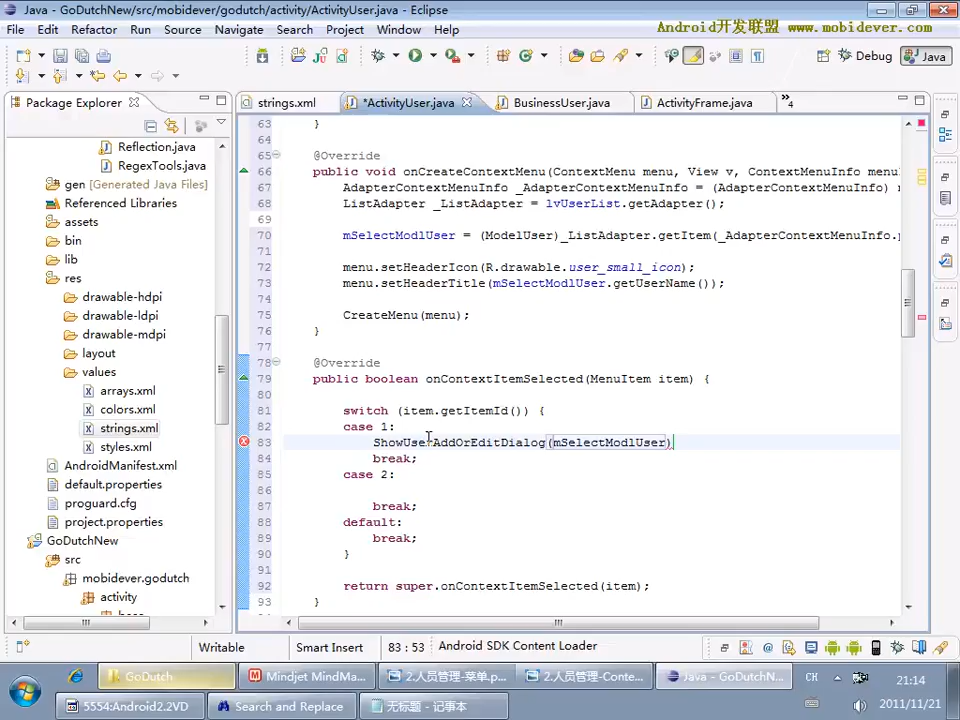 Java - GoDutchNew/src/mobidever/godutch/activity/ActivityUser.java - Eclipse
File Edit Refactor Run Source Navigate Search Project Window Help
Android开发联盟 www.mobidever.com
Debug Java
Package Explorer
strings.xml *ActivityUser.java BusinessUser.java ActivityFrame.java »4
Reflection.java
RegexTools.java
gen [Generated Java Files]
Referenced Libraries
assets
bin
lib
res
drawable-hdpi
drawable-ldpi
drawable-mdpi
layout
values
arrays.xml
colors.xml
strings.xml
styles.xml
AndroidManifest.xml
default.properties
proguard.cfg
project.properties
GoDutchNew
src
mobidever.godutch
activity
63 }
64
65 @Override
66 public void onCreateContextMenu(ContextMenu menu, View v, ContextMenuInfo menu
67 AdapterContextMenuInfo _AdapterContextMenuInfo = (AdapterContextMenuInfo)
68 ListAdapter _ListAdapter = lvUserList.getAdapter();
69
70 mSelectModlUser = (ModelUser)_ListAdapter.getItem(_AdapterContextMenuInfo.
71
72 menu.setHeaderIcon(R.drawable.user_small_icon);
73 menu.setHeaderTitle(mSelectModlUser.getUserName());
74
75 CreateMenu(menu);
76 }
77
78 @Override
79 public boolean onContextItemSelected(MenuItem item) {
80
81 switch (item.getItemId()) {
82 case 1:
83 ShowUserAddOrEditDialog(mSelectModlUser)
84 break;
85 case 2:
86
87 break;
88 default:
89 break;
90 }
91
92 return super.onContextItemSelected(item);
93 }
Writable Smart Insert 83 : 53 Android SDK Content Loader
GoDutch Mindjet MindMa... 2.人员管理-菜单.p... 2.人员管理-Conte... Java - GoDutchN... CH 21:14
5554:Android2.2VD Search and Replace 无标题 - 记事本 2011/11/21